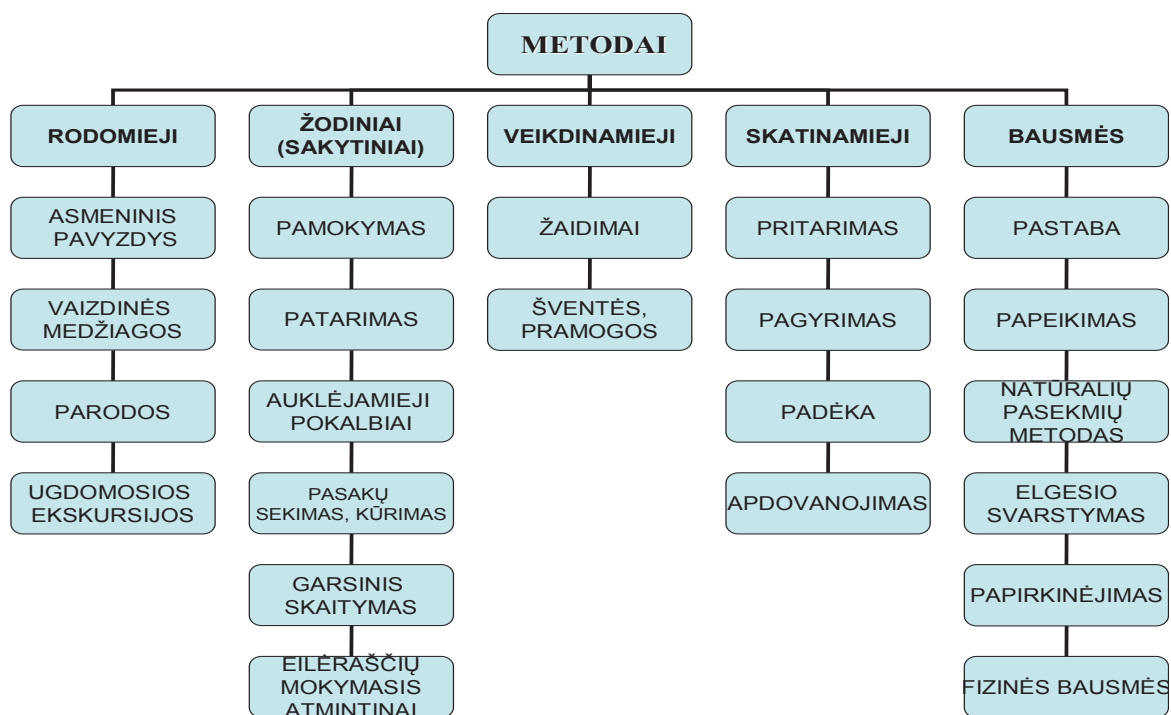 METODAI
RODOMIEJI
ASMENINIS
PAVYZDYS
VAIZDINĖS
MEDŽIAGOS
PARODOS
UGDOMOSIOS
EKSKURSIJOS
ŽODINIAI
(SAKYTINIAI)
PAMOKYMAS
PATARIMAS
AUKLĖJAMIEJI
POKALBIAI
PASAKŲ
SEKIMAS, KŪRIMAS
GARSINIS
SKAITYMAS
EILĖRAŠČIŲ
MOKYMASIS
ATMINTINAI
VEIKDINAMIEJI
ŽAIDIMAI
ŠVENTĖS,
PRAMOGOS
SKATINAMIEJI
PRITARIMAS
PAGYRIMAS
PADĖKA
APDOVANOJIMAS
BAUSMĖS
PASTABA
PAPEIKIMAS
NATŪRALIŲ
PASEKMIŲ
METODAS
ELGESIO
SVARSTYMAS
PAPIRKINĖJIMAS
FIZINĖS BAUSMĖS